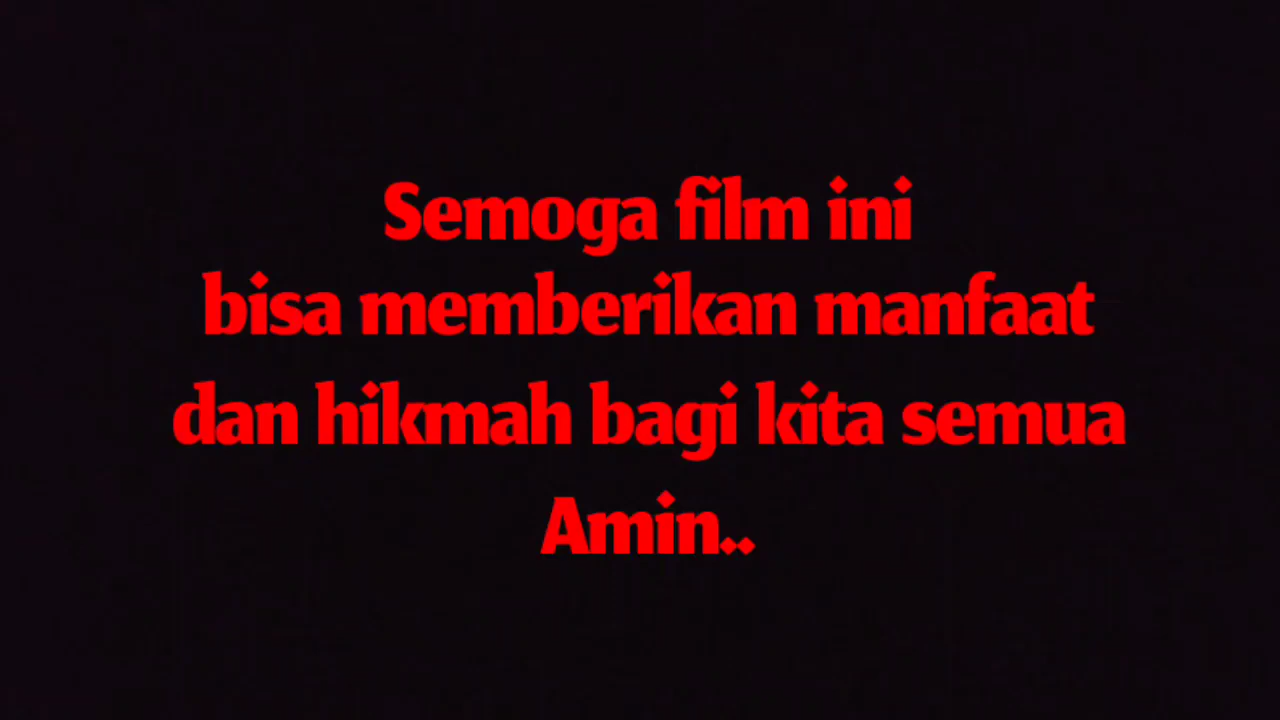 Semoga film ini
bisa memberikan manfaat
dan hikmah bagi kita semua
Amin..